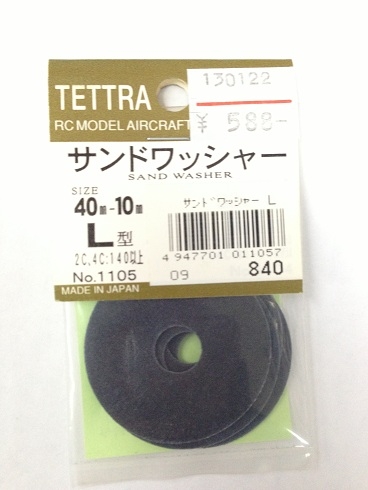 TETTRA
130122
RC MODEL AIRCRAFT
¥ 588-
サンドワッシャー
SAND WASHER
SIZE
40㎜-10㎜
L型
2C,4C:140以上
No.1105
MADE IN JAPAN
サンドワッシャー L
4 947701 011057
09
840